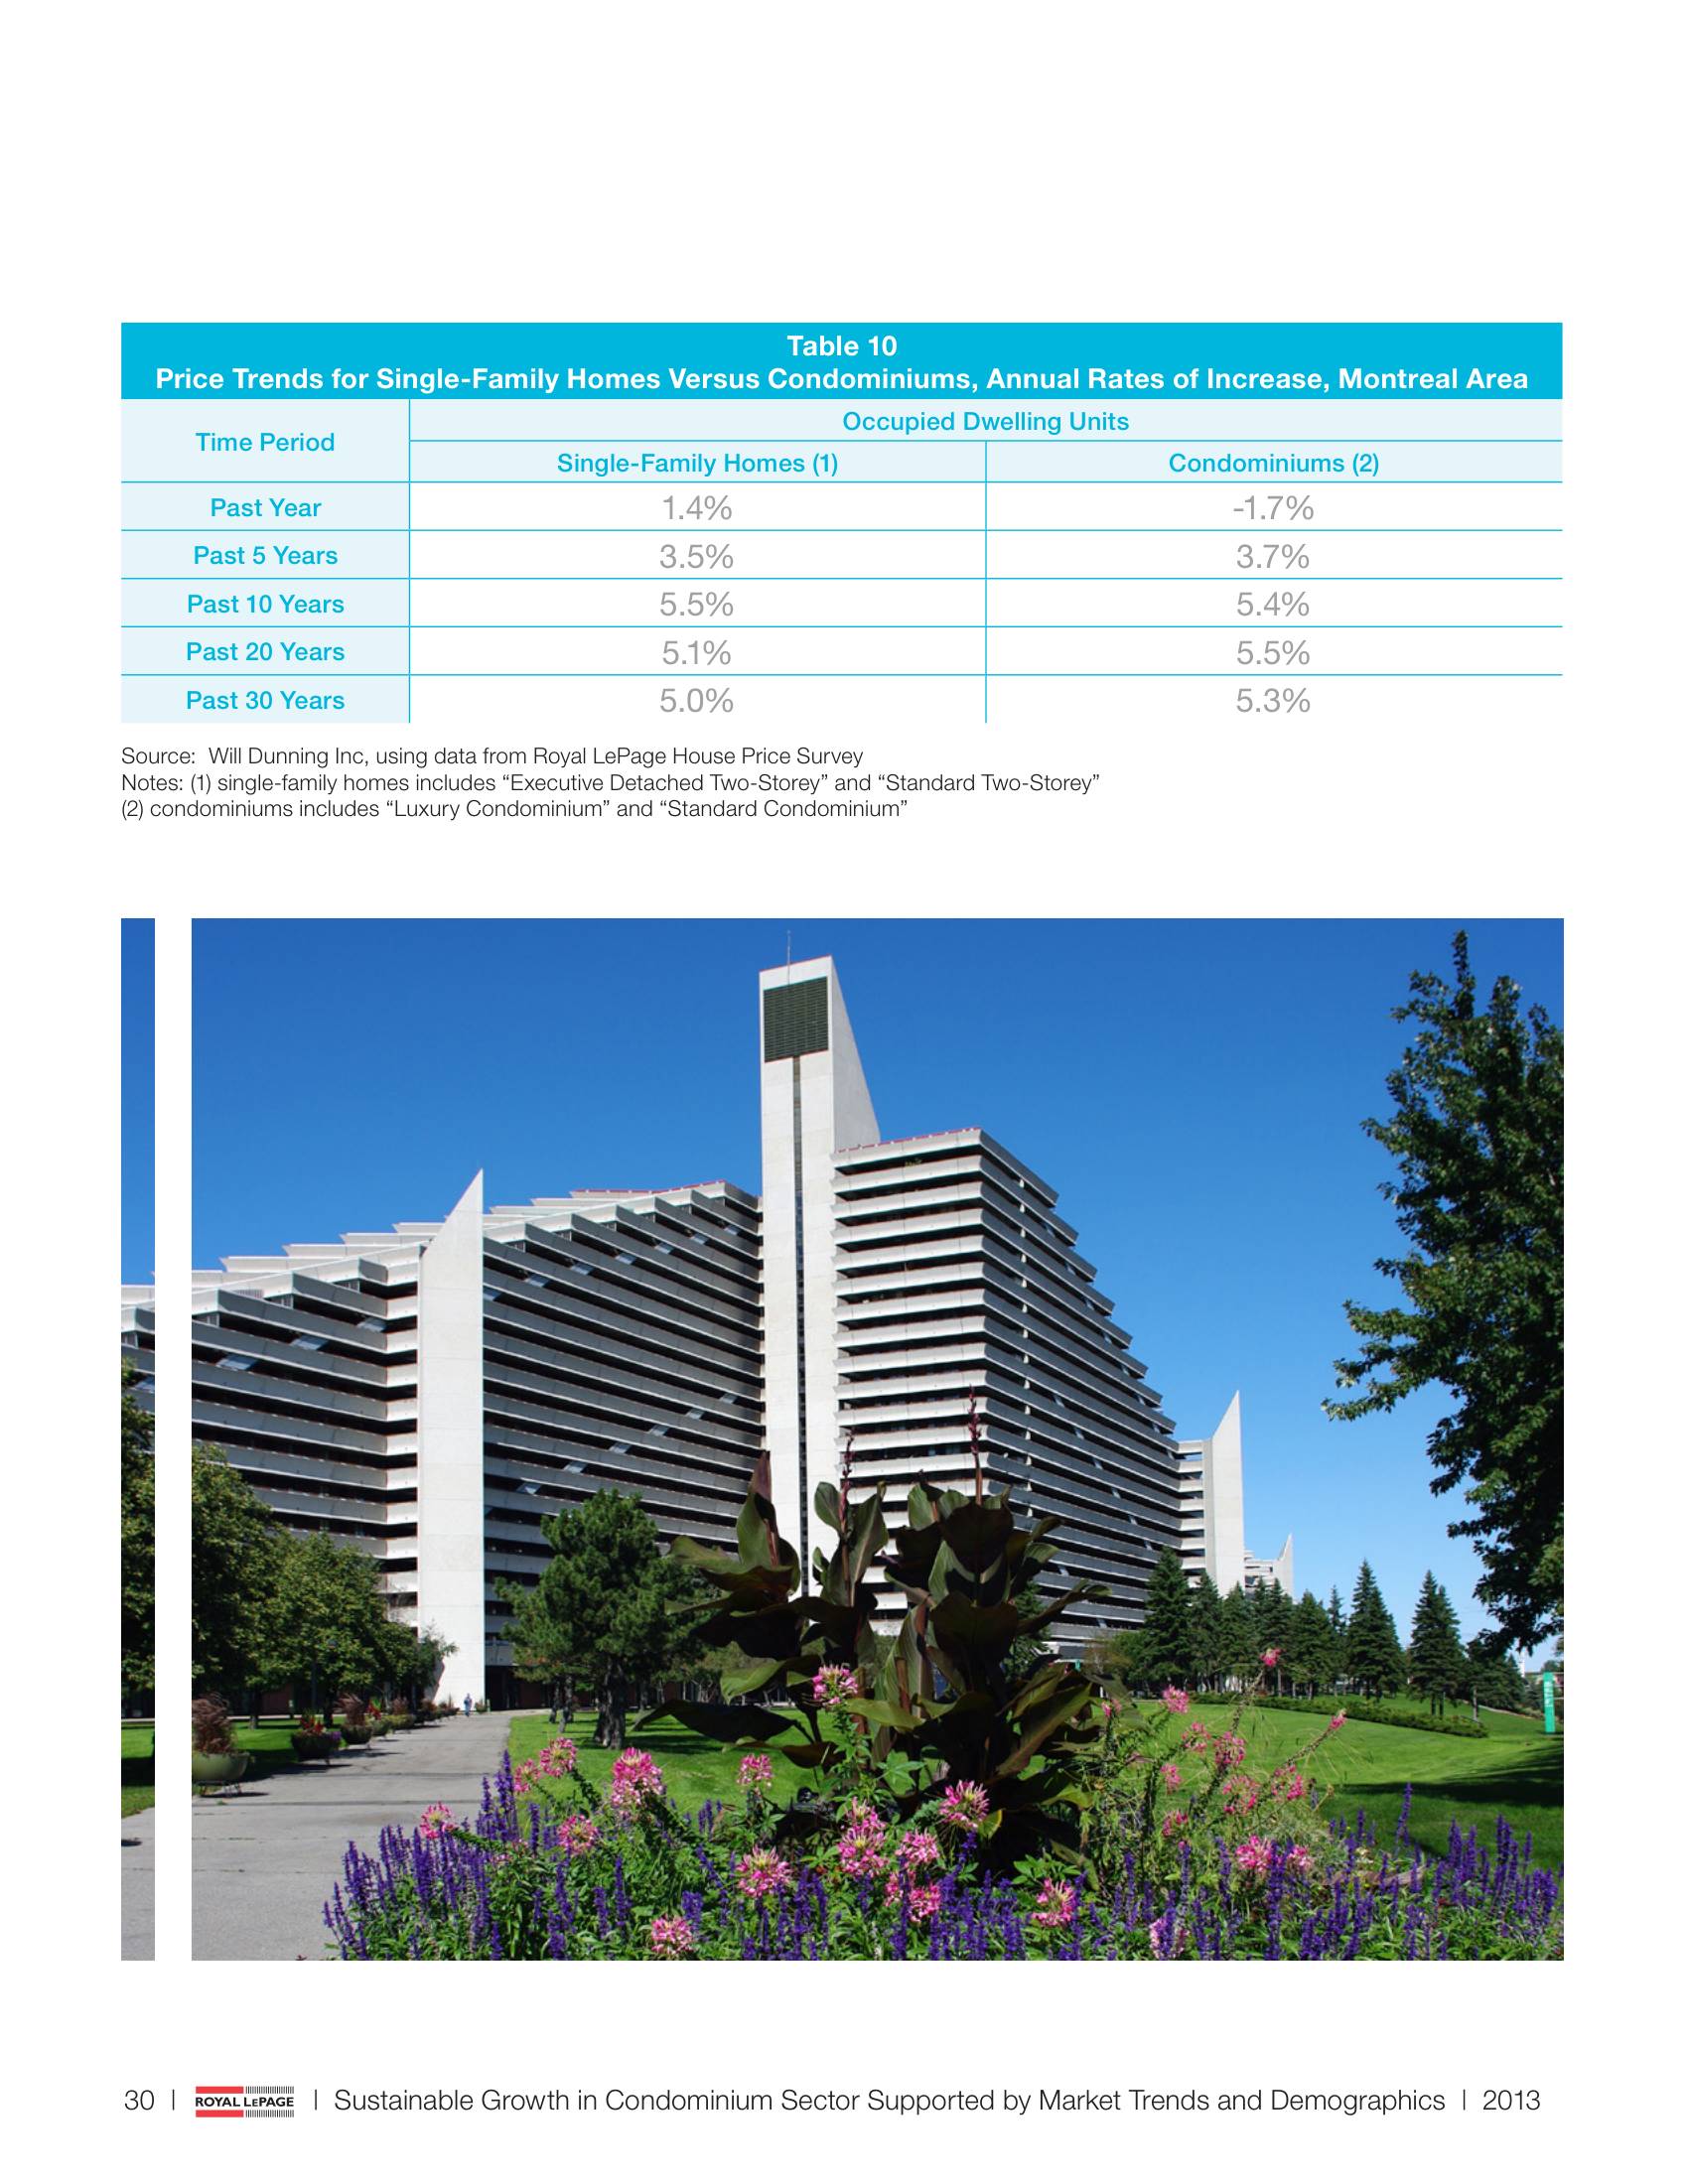 Table 10
Price Trends for Single-Family Homes Versus Condominiums, Annual Rates of Increase, Montreal Area
Time Period
Occupied Dwelling Units
Single-Family Homes (1)
Condominiums (2)
Past Year 1.4% -1.7%
Past 5 Years 3.5% 3.7%
Past 10 Years 5.5% 5.4%
Past 20 Years 5.1% 5.5%
Past 30 Years 5.0% 5.3%
Source:  Will Dunning Inc, using data from Royal LePage House Price Survey
Notes: (1) single-family homes includes “Executive Detached Two-Storey” and “Standard Two-Storey”
(2) condominiums includes “Luxury Condominium” and “Standard Condominium”
30 | ROYAL LEPAGE | Sustainable Growth in Condominium Sector Supported by Market Trends and Demographics | 2013